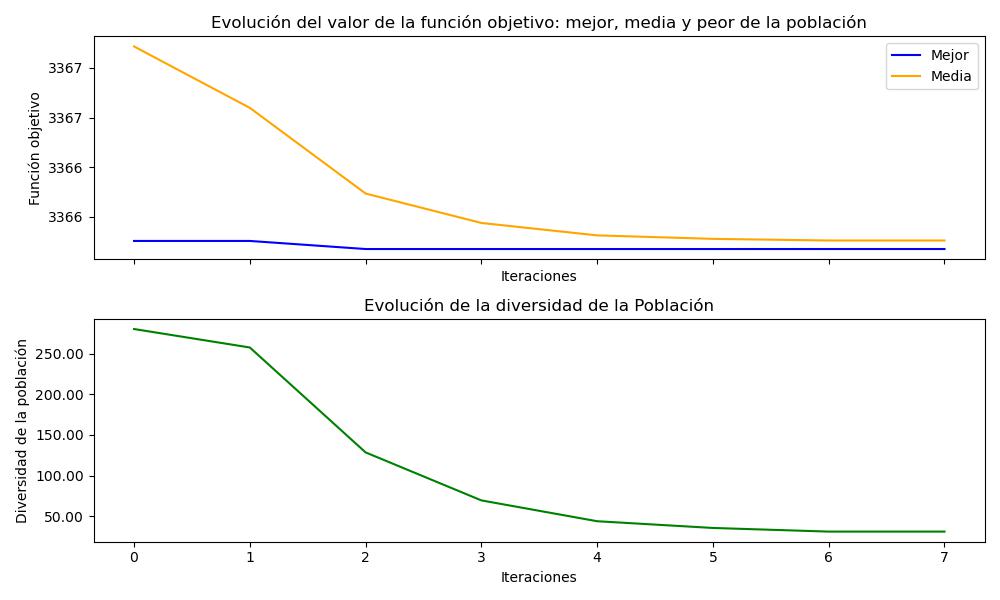 Evolución del valor de la función objetivo: mejor, media y peor de la población
Función objetivo
3367
3367
3366
3366
Mejor
Media
Iteraciones
Evolución de la diversidad de la Población
Diversidad de la población
250.00
200.00
150.00
100.00
50.00
0 1 2 3 4 5 6 7
Iteraciones